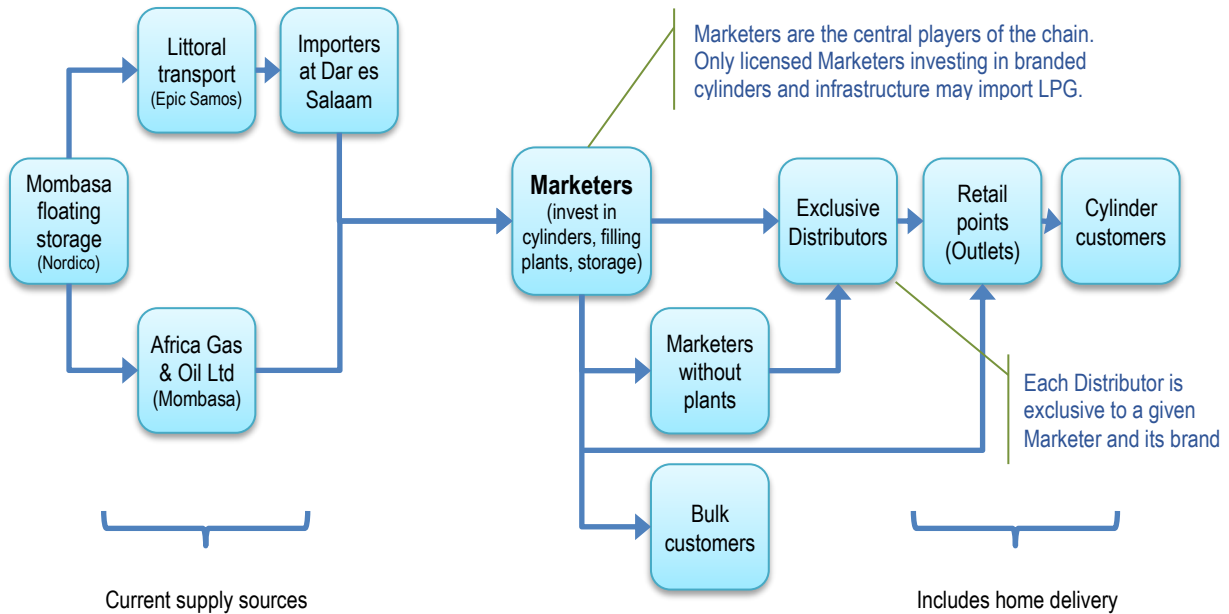 Marketers are the central players of the chain.
Only licensed Marketers investing in branded
cylinders and infrastructure may import LPG.
Littoral
transport
(Epic Samos)
Importers
at Dar es
Salaam
Mombasa
floating
storage
(Nordico)
Africa Gas
& Oil Ltd
(Mombasa)
Marketers
(invest in
cylinders, filling
plants, storage)
Exclusive
Distributors
Retail
points
(Outlets)
Cylinder
customers
Marketers
without
plants
Bulk
customers
Each Distributor is
exclusive to a given
Marketer and its brand
Current supply sources
Includes home delivery